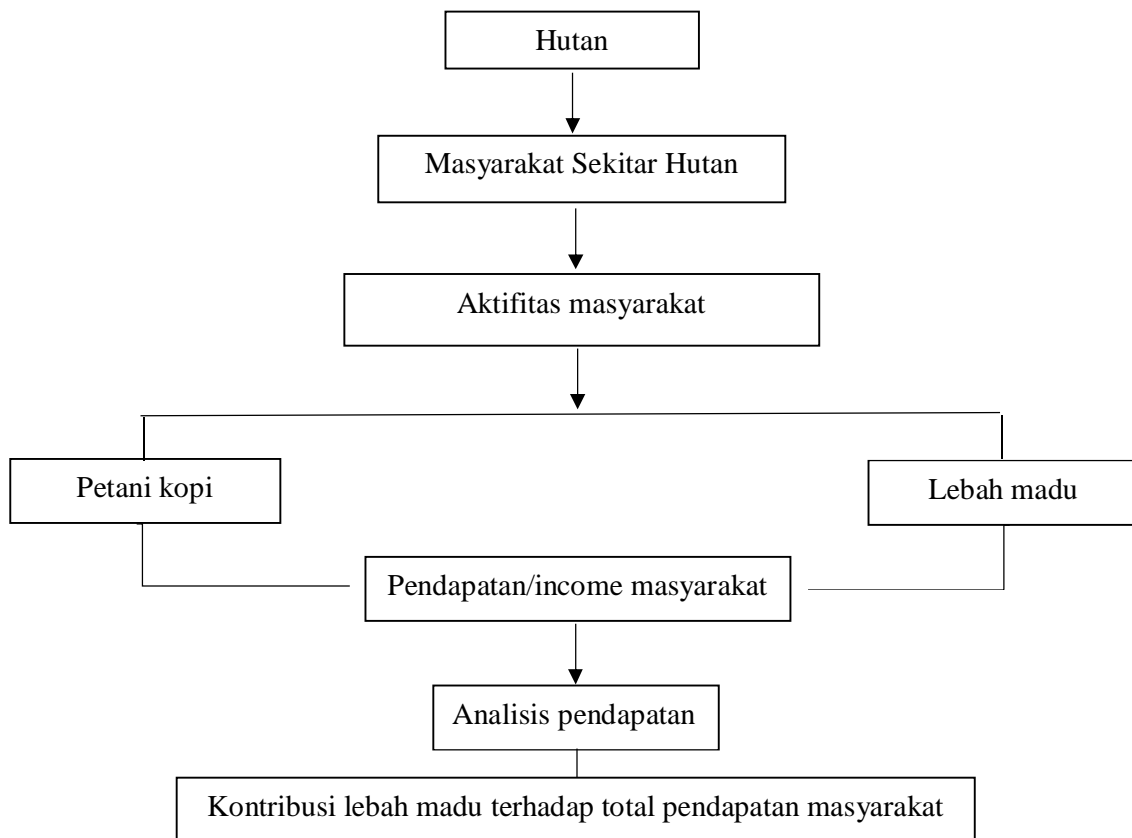 Hutan
Masyarakat Sekitar Hutan
Aktifitas masyarakat
Petani kopi
Lebah madu
Pendapatan/income masyarakat
Analisis pendapatan
Kontribusi lebah madu terhadap total pendapatan masyarakat